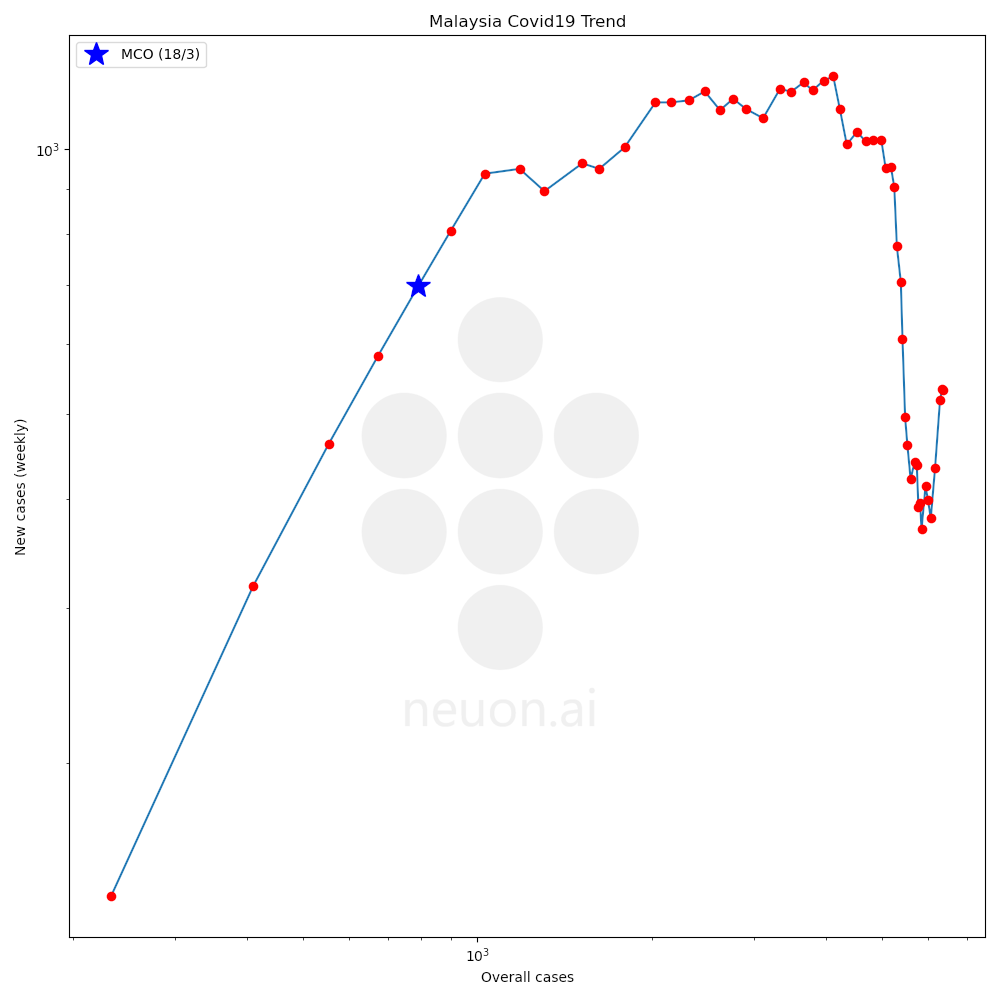 Malaysia Covid19 Trend
MCO (18/3)
10³
New cases (weekly)
neuon.ai
10³
Overall cases